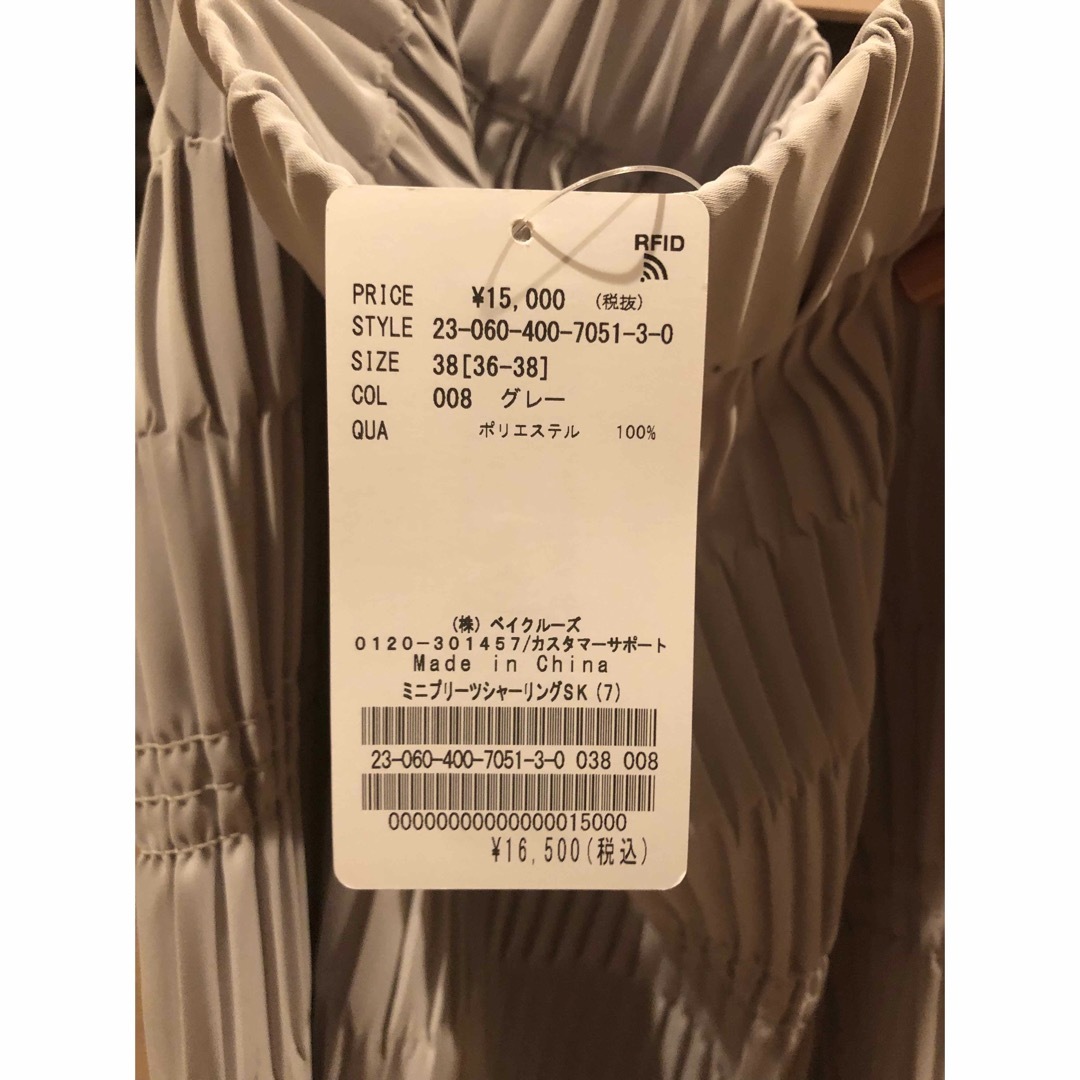 RFID
PRICE ¥15,000 (税抜)
STYLE 23-060-400-7051-3-0
SIZE 38[36-38]
COL 008 グレー
QUA ポリエステル 100%
(株) ベイクルーズ
0120-301457/カスタマーサポート
Made in China
ミニプリーツシャーリングSK(7)
23-060-400-7051-3-0 038 008
00000000000000015000
¥16,500(税込)